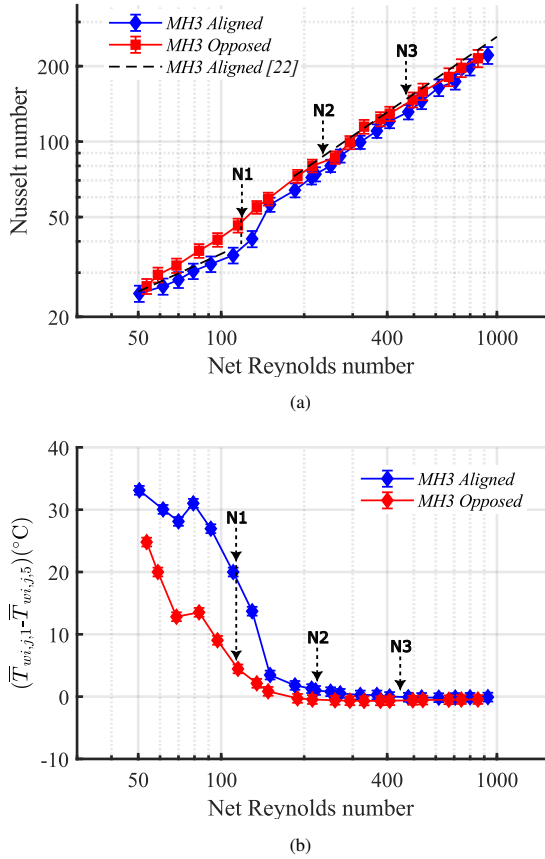 MH3 Aligned
MH3 Opposed
MH3 Aligned [22]
N1
N2
N3
200
100
50
20
Nusselt number
50
100
400
1000
Net Reynolds number
(a)
40
30
20
10
0
-10
(T̅wi,j,1-T̅wi,j,5)(°C)
MH3 Aligned
MH3 Opposed
N1
N2
N3
50
100
400
1000
Net Reynolds number
(b)